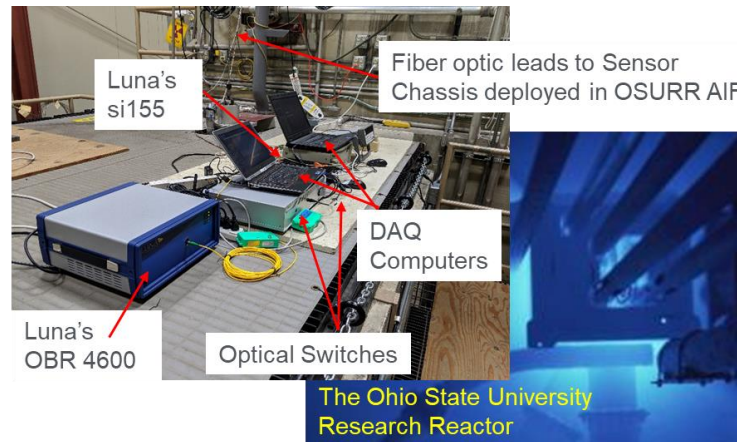 Luna's
si155
Fiber optic leads to Sensor
Chassis deployed in OSURR AIF
DAQ
Computers
Luna's
OBR 4600
Optical Switches
The Ohio State University
Research Reactor